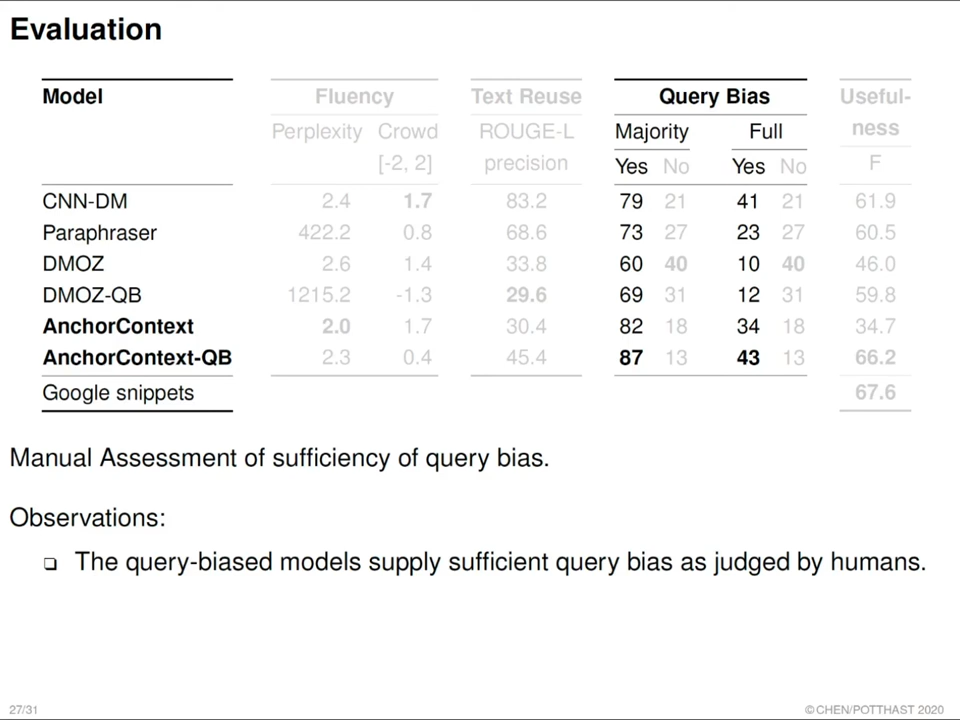 Evaluation
Model Fluency Text Reuse Query Bias Useful-
Perplexity Crowd ROUGE-L Majority Full ness
[-2, 2] precision Yes No Yes No F
CNN-DM 2.4 1.7 83.2 79 21 41 21 61.9
Paraphraser 422.2 0.8 68.6 73 27 23 27 60.5
DMOZ 2.6 1.4 33.8 60 40 10 40 46.0
DMOZ-QB 1215.2 -1.3 29.6 69 31 12 31 59.8
AnchorContext 2.0 1.7 30.4 82 18 34 18 34.7
AnchorContext-QB 2.3 0.4 45.4 87 13 43 13 66.2
Google snippets 67.6
Manual Assessment of sufficiency of query bias.
Observations:
❏ The query-biased models supply sufficient query bias as judged by humans.
27/31 ©CHEN/POTTHAST 2020